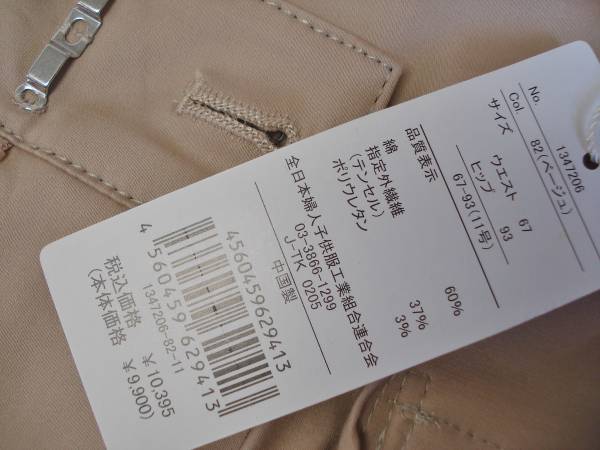 No. 1347206
Col. 82(ベージュ)
サイズ ウエスト 67
ヒップ 93
67-93(11号)
品質表示
綿 60%
指定外繊維
(テンセル) 37%
ポリウレタン 3%
全日本婦人子供服工業組合連合会
03-3866-1299
J-TK 0205
中国製
4560459629413
4 560459 629413
1347206-82-11
税込価格 ¥10,395
(本体価格 ¥9,900)